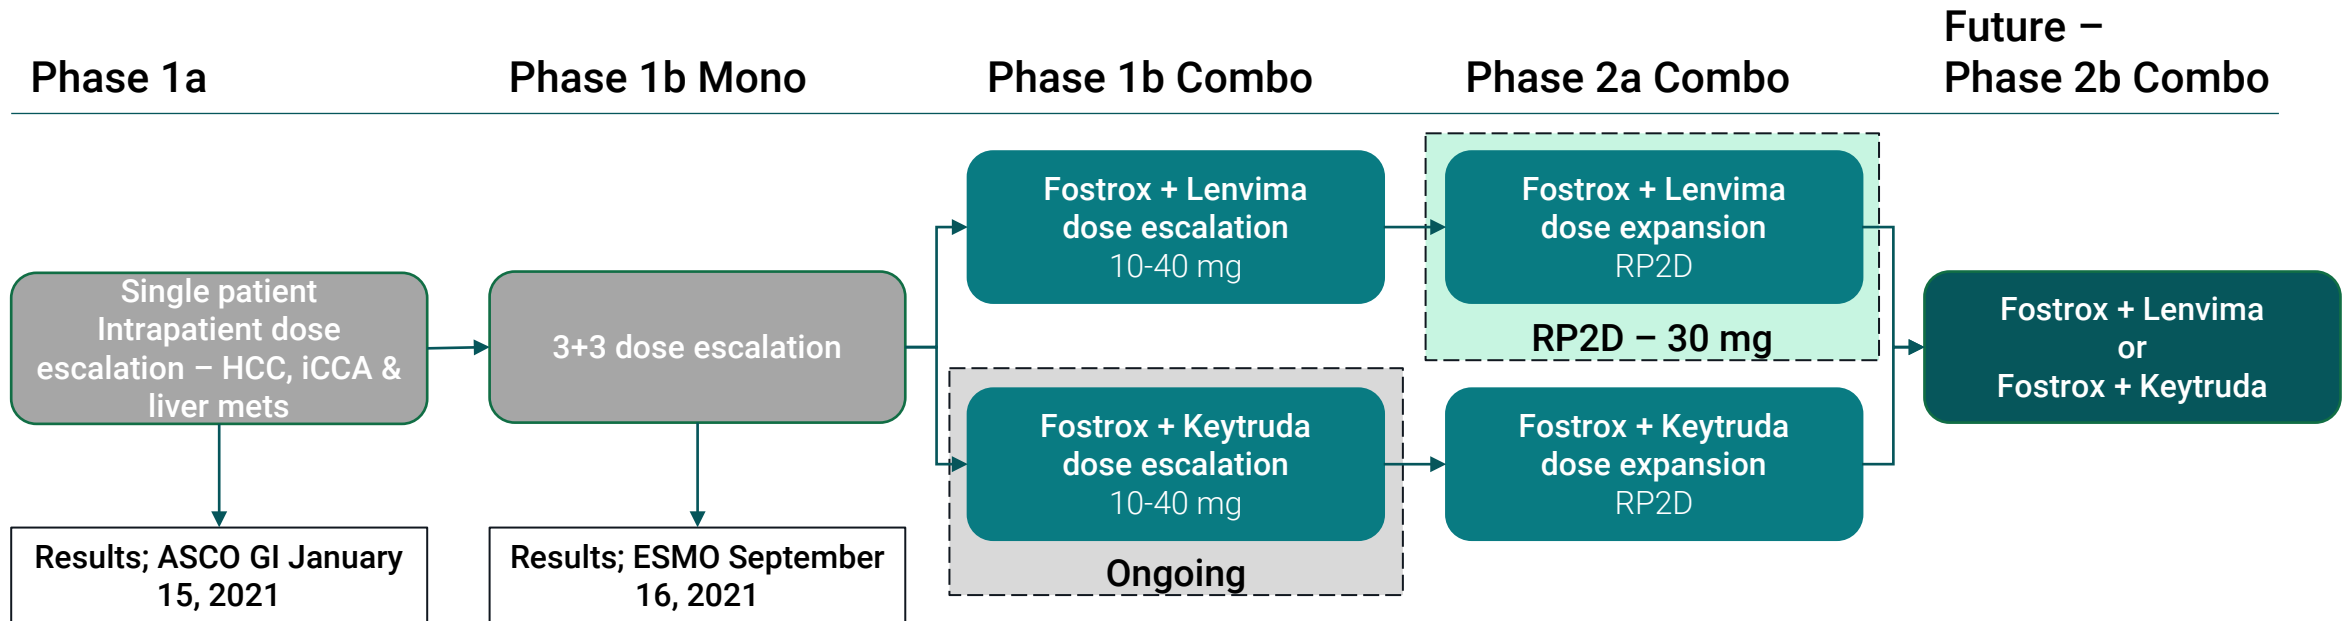 Phase 1a
Phase 1b Mono
Phase 1b Combo
Phase 2a Combo
Future –
Phase 2b Combo
Single patient
Intrapatient dose
escalation – HCC, iCCA &
liver mets
3+3 dose escalation
Fostrox + Lenvima
dose escalation
10-40 mg
Fostrox + Lenvima
dose expansion
RP2D
RP2D – 30 mg
Fostrox + Keytruda
dose escalation
10-40 mg
Ongoing
Fostrox + Keytruda
dose expansion
RP2D
Fostrox + Lenvima
or
Fostrox + Keytruda
Results; ASCO GI January
15, 2021
Results; ESMO September
16, 2021